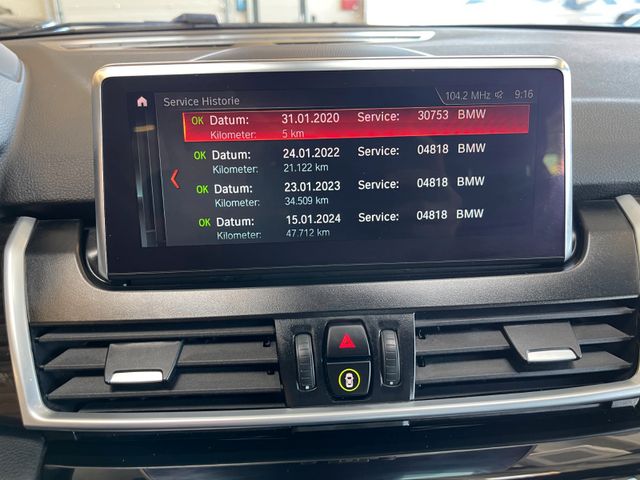 Service Historie 104.2 MHz 9:16
OK Datum: 31.01.2020 Service: 30753 BMW
Kilometer: 5 km
OK Datum: 24.01.2022 Service: 04818 BMW
Kilometer: 21.122 km
OK Datum: 23.01.2023 Service: 04818 BMW
Kilometer: 34.509 km
OK Datum: 15.01.2024 Service: 04818 BMW
Kilometer: 47.712 km